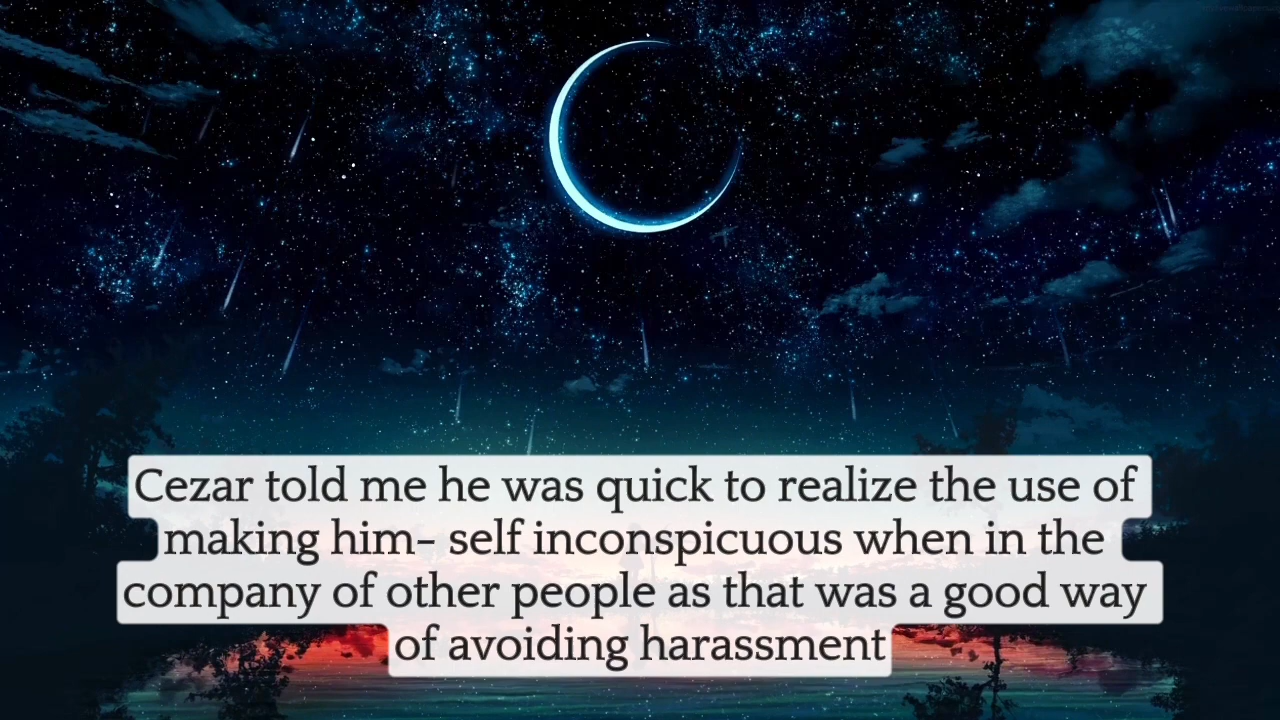 Cezar told me he was quick to realize the use of
making him– self inconspicuous when in the
company of other people as that was a good way
of avoiding harassment